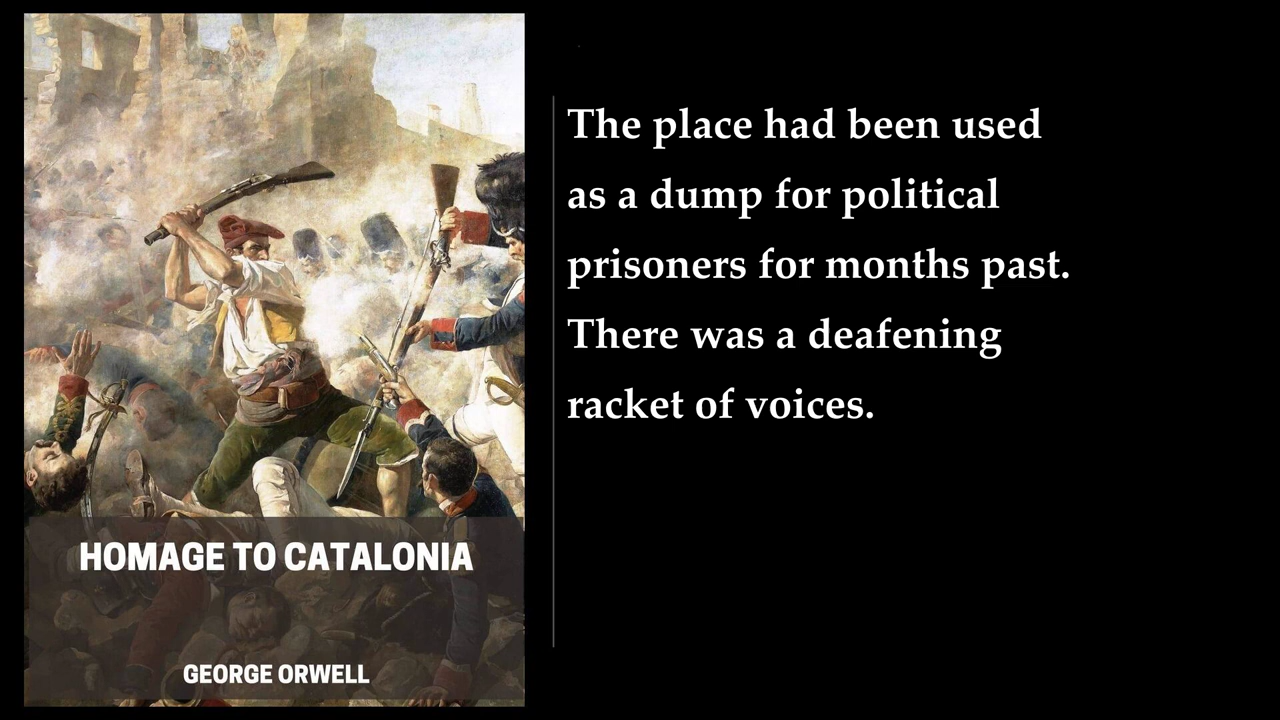 HOMAGE TO CATALONIA
GEORGE ORWELL
The place had been used
as a dump for political
prisoners for months past.
There was a deafening
racket of voices.